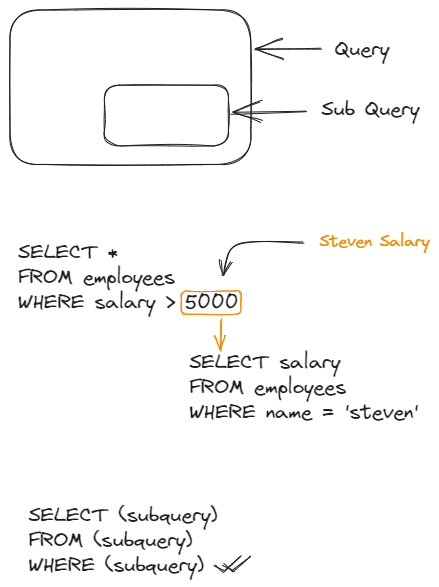 Query
Sub Query
Steven Salary
SELECT *
FROM employees
WHERE salary > 5000
SELECT salary
FROM employees
WHERE name = 'steven'
SELECT (subquery)
FROM (subquery)
WHERE (subquery)